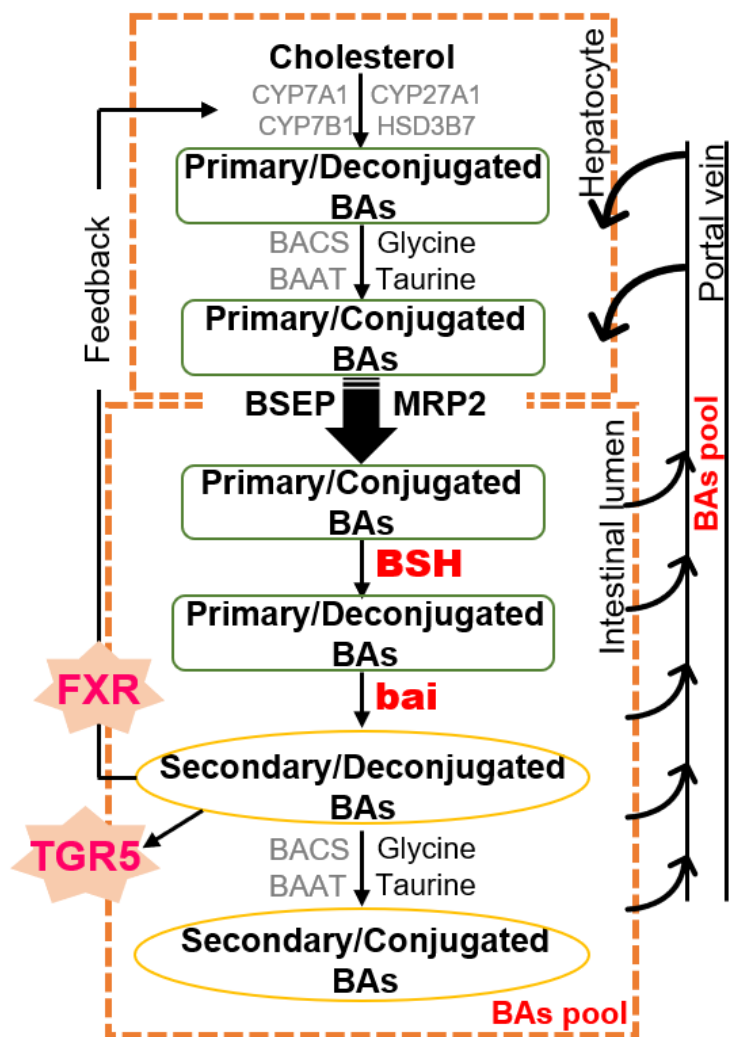 Cholesterol
CYP7A1 CYP27A1
CYP7B1 HSD3B7
Primary/Deconjugated
BAs
BACS Glycine
BAAT Taurine
Primary/Conjugated
BAs
Hepatocyte
BSEP MRP2
Primary/Conjugated
BAs
BSH
Primary/Deconjugated
BAs
bai
Secondary/Deconjugated
BAs
BACS Glycine
BAAT Taurine
Secondary/Conjugated
BAs
BAs pool
Intestinal lumen
Feedback
FXR
TGR5
Portal vein
BAs pool